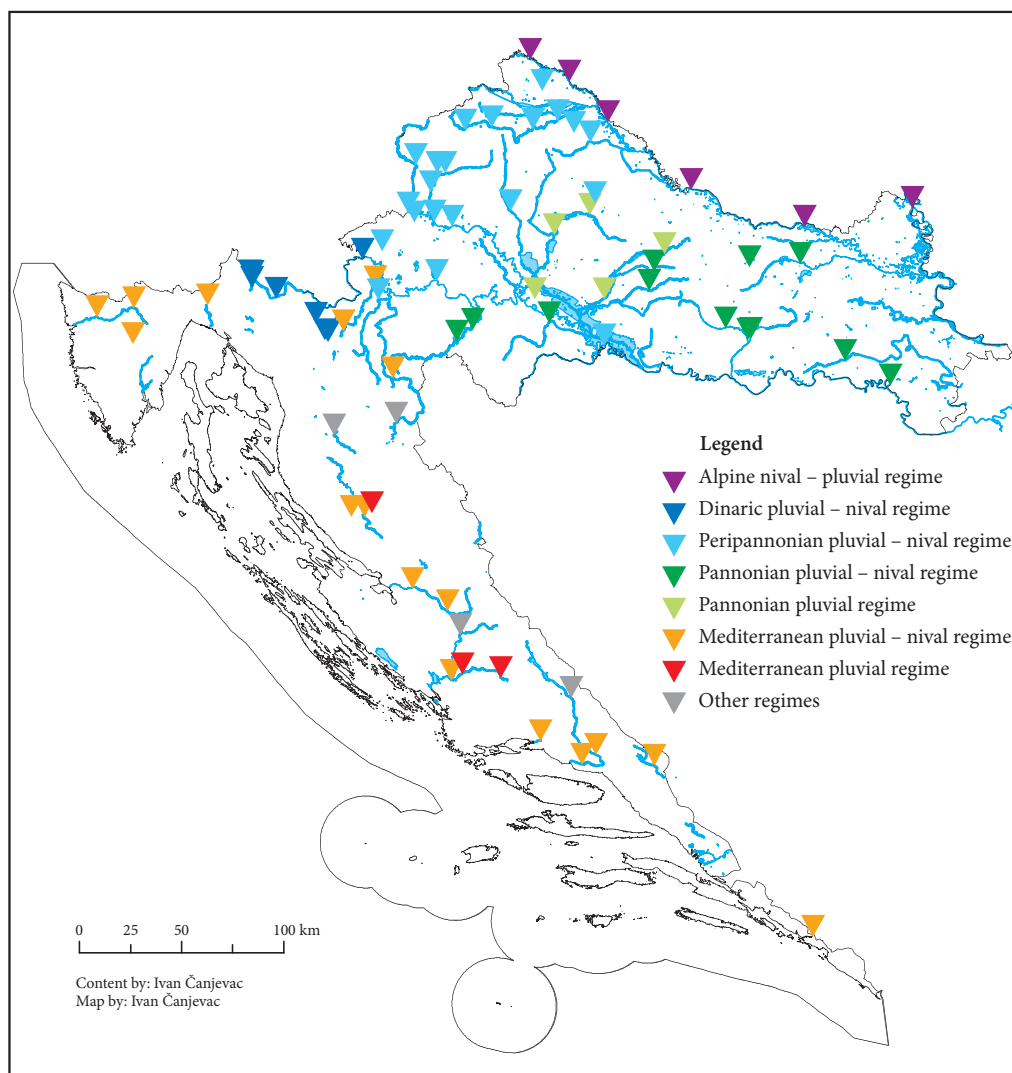 Legend
Alpine nival – pluvial regime
Dinaric pluvial – nival regime
Peripannonian pluvial – nival regime
Pannonian pluvial – nival regime
Pannonian pluvial regime
Mediterranean pluvial – nival regime
Mediterranean pluvial regime
Other regimes
0 25 50 100 km
Content by: Ivan Čanjevac
Map by: Ivan Čanjevac